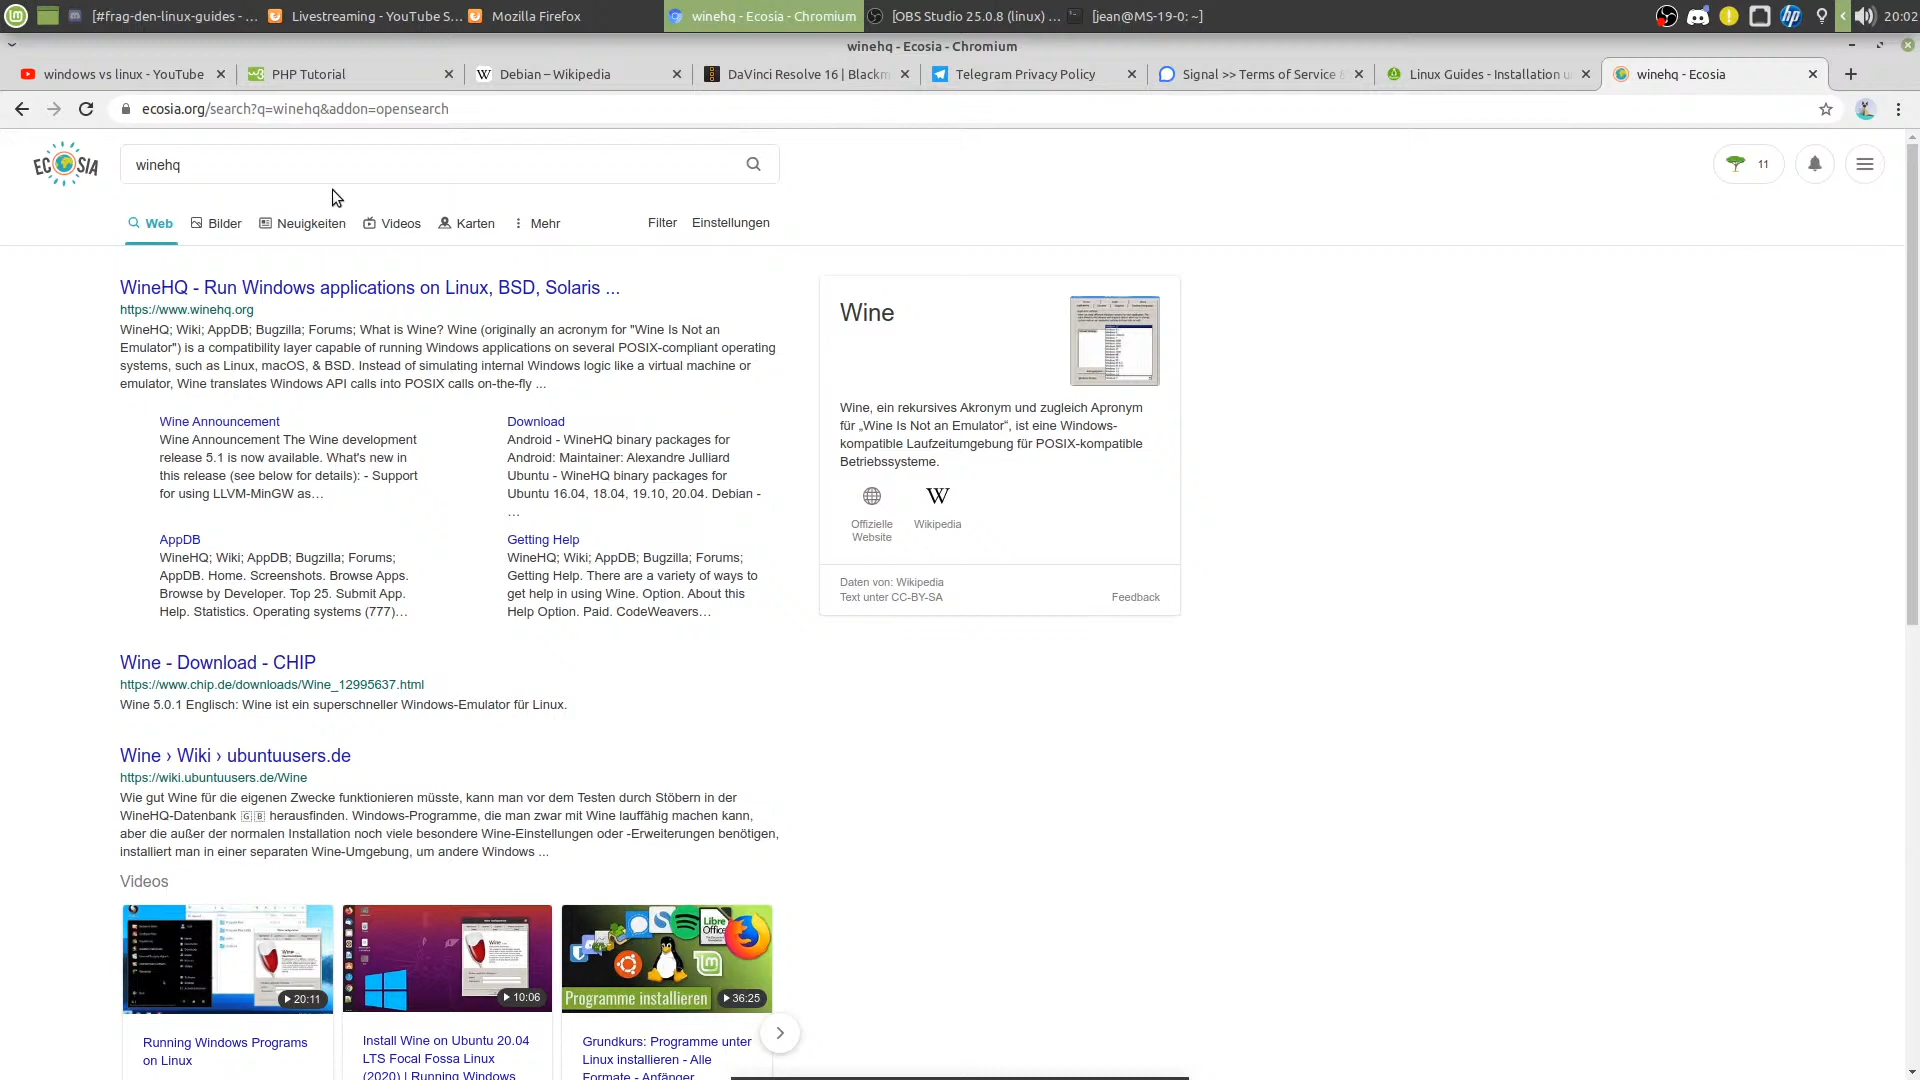 [#frag-den-linux-guides - ...
Livestreaming - YouTube S...
Mozilla Firefox
winehq - Ecosia - Chromium
[OBS Studio 25.0.8 (linux) ...
[jean@MS-19-0: ~]
20:02
winehq - Ecosia - Chromium
windows vs linux - YouTube
PHP Tutorial
Debian – Wikipedia
DaVinci Resolve 16 | Blackm
Telegram Privacy Policy
Signal >> Terms of Service &
Linux Guides - Installation u
winehq - Ecosia
ecosia.org/search?q=winehq&addon=opensearch
ECOSIA
winehq
11
Web Bilder Neuigkeiten Videos Karten Mehr Filter Einstellungen
WineHQ - Run Windows applications on Linux, BSD, Solaris ...
https://www.winehq.org
WineHQ; Wiki; AppDB; Bugzilla; Forums; What is Wine? Wine (originally an acronym for "Wine Is Not an
Emulator") is a compatibility layer capable of running Windows applications on several POSIX-compliant operating
systems, such as Linux, macOS, & BSD. Instead of simulating internal Windows logic like a virtual machine or
emulator, Wine translates Windows API calls into POSIX calls on-the-fly ...
Wine Announcement
Wine Announcement The Wine development
release 5.1 is now available. What's new in
this release (see below for details): - Support
for using LLVM-MinGW as…
Download
Android - WineHQ binary packages for
Android: Maintainer: Alexandre Julliard
Ubuntu - WineHQ binary packages for
Ubuntu 16.04, 18.04, 19.10, 20.04. Debian -
…
AppDB
WineHQ; Wiki; AppDB; Bugzilla; Forums;
AppDB. Home. Screenshots. Browse Apps.
Browse by Developer. Top 25. Submit App.
Help. Statistics. Operating systems (777)…
Getting Help
WineHQ; Wiki; AppDB; Bugzilla; Forums;
Getting Help. There are a variety of ways to
get help in using Wine. Option. About this
Help Option. Paid. CodeWeavers…
Wine - Download - CHIP
https://www.chip.de/downloads/Wine_12995637.html
Wine 5.0.1 Englisch: Wine ist ein superschneller Windows-Emulator für Linux.
Wine › Wiki › ubuntuusers.de
https://wiki.ubuntuusers.de/Wine
Wie gut Wine für die eigenen Zwecke funktionieren müsste, kann man vor dem Testen durch Stöbern in der
WineHQ-Datenbank 🇬🇧 herausfinden. Windows-Programme, die man zwar mit Wine lauffähig machen kann,
aber die außer der normalen Installation noch viele besondere Wine-Einstellungen oder -Erweiterungen benötigen,
installiert man in einer separaten Wine-Umgebung, um andere Windows ...
Videos
20:11
10:06
Libre
Office
Programme installieren
36:25
Running Windows Programs
on Linux
Install Wine on Ubuntu 20.04
LTS Focal Fossa Linux
(2020) | Running Windows
Grundkurs: Programme unter
Linux installieren - Alle
Formate - Anfänger
Wine
Wine, ein rekursives Akronym und zugleich Apronym
für „Wine Is Not an Emulator“, ist eine Windows-
kompatible Laufzeitumgebung für POSIX-kompatible
Betriebssysteme.
Offizielle
Website
Wikipedia
Daten von: Wikipedia
Text unter CC-BY-SA
Feedback